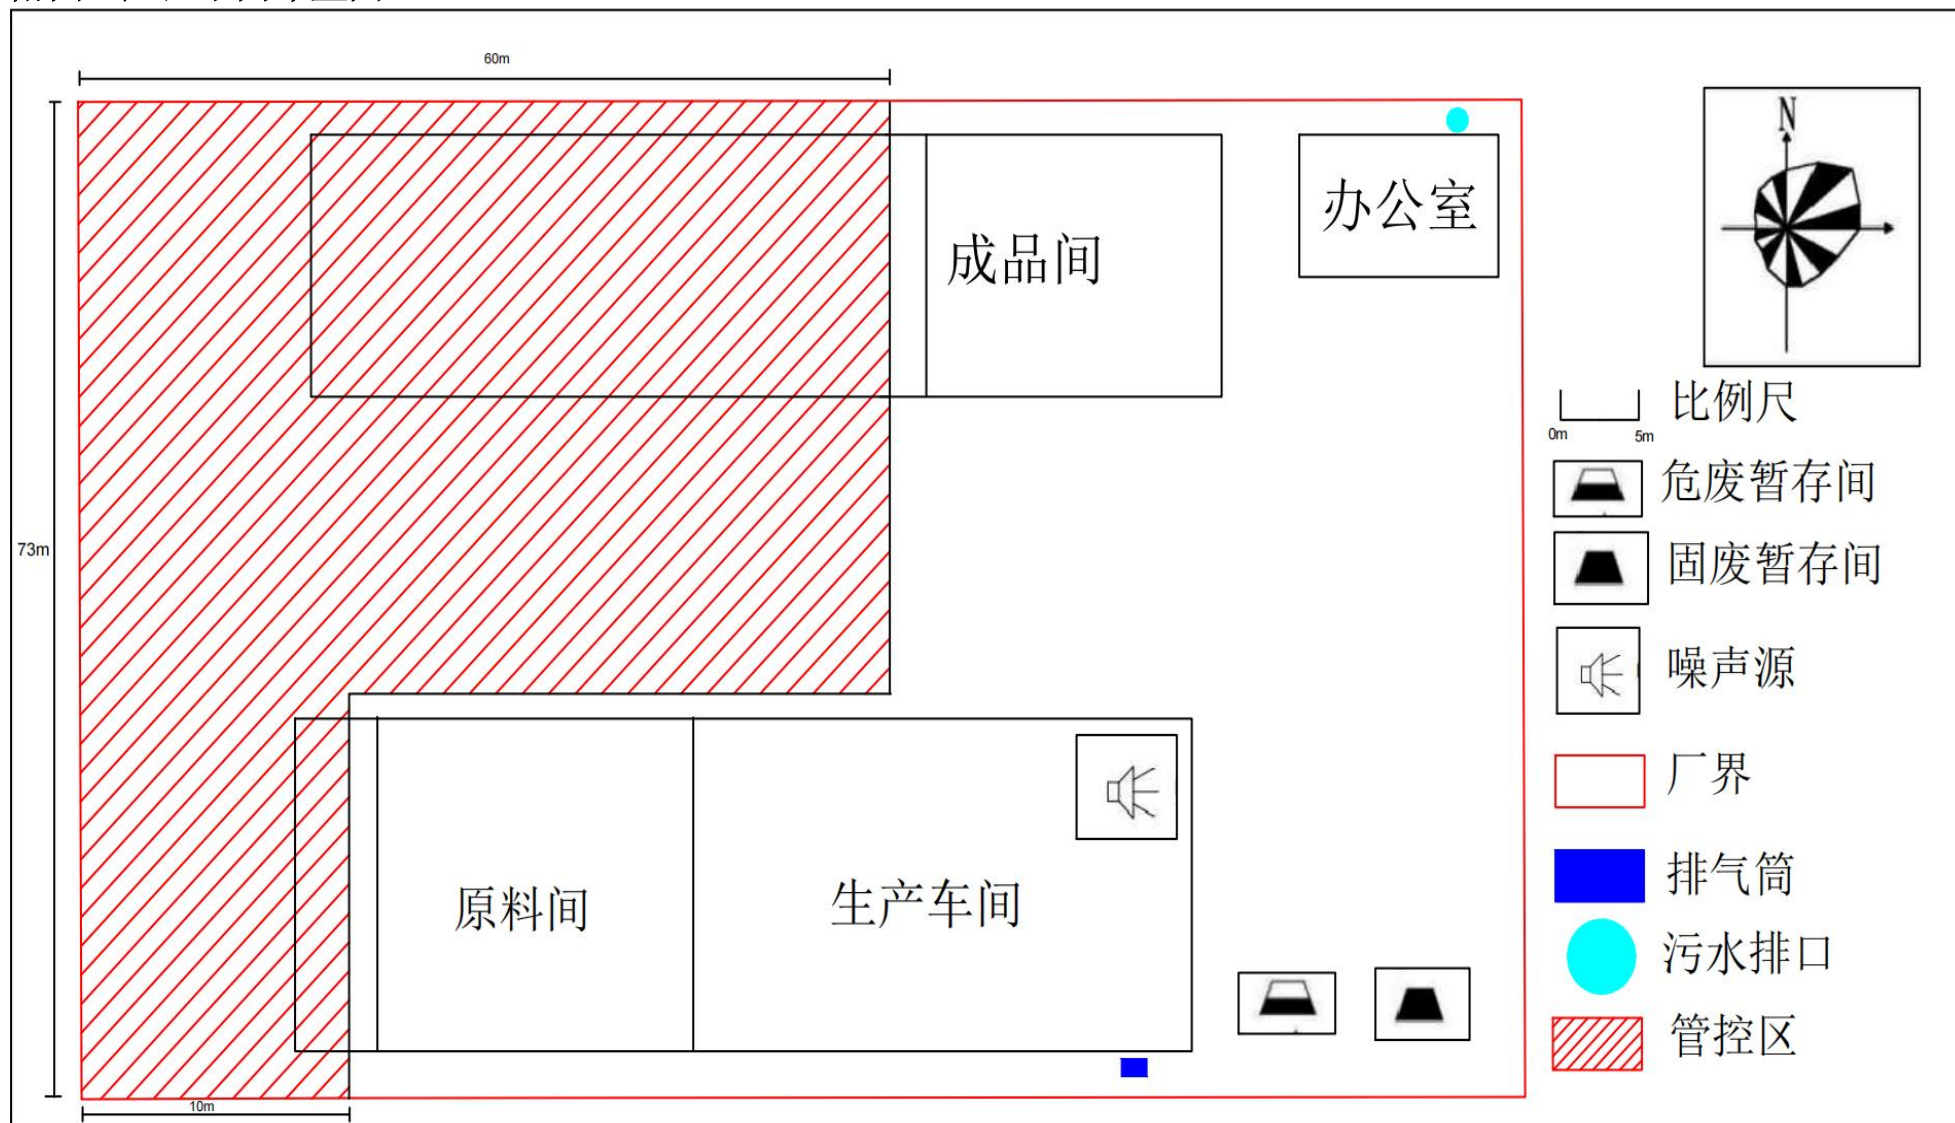 60m
N
办公室
成品间
比例尺
0m
5m
危废暂存间
73m
固废暂存间
噪声源
厂界
排气筒
原料间
生产车间
污水排口
管控区
10m